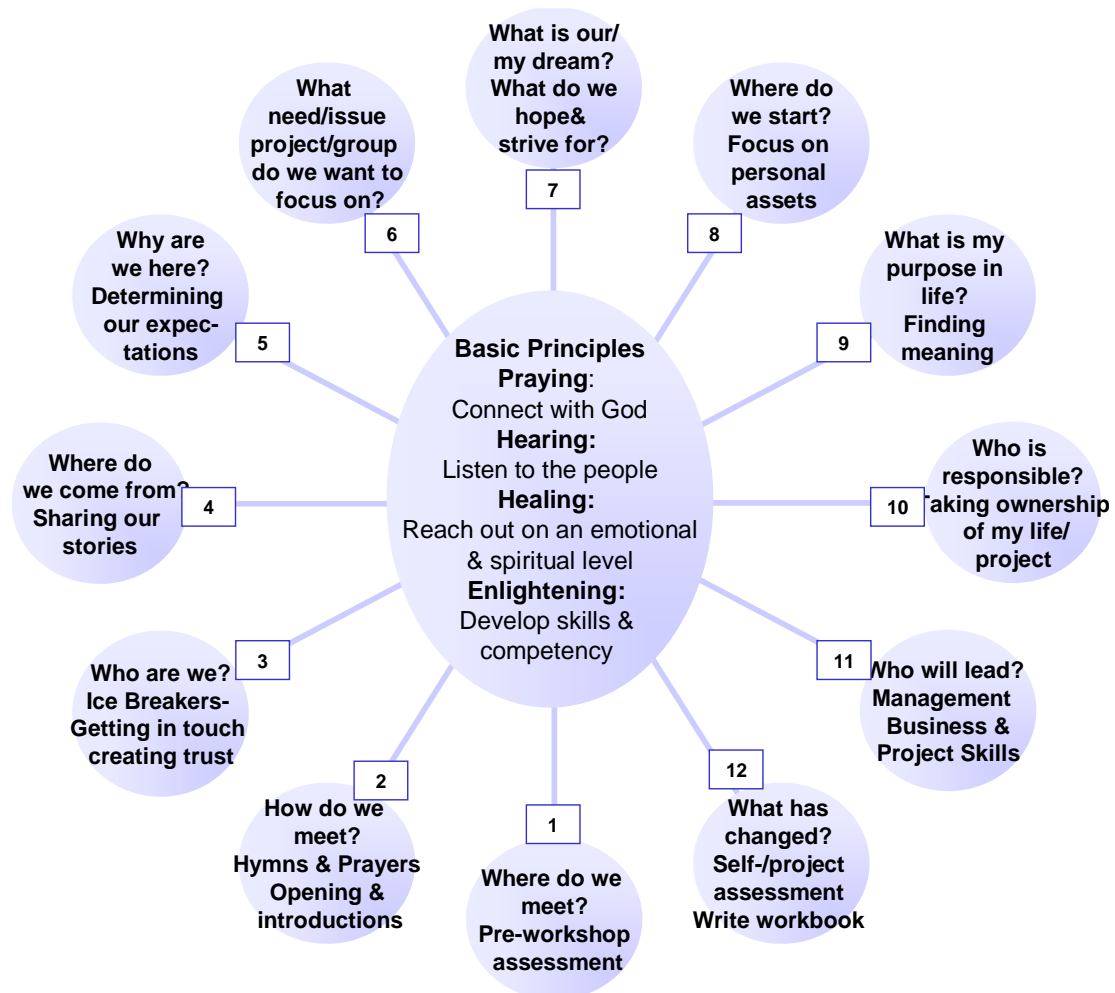 Basic Principles
Praying:
Connect with God
Hearing:
Listen to the people
Healing:
Reach out on an emotional
& spiritual level
Enlightening:
Develop skills &
competency
1
Where do we
meet?
Pre-workshop
assessment
2
How do we
meet?
Hymns & Prayers
Opening &
introductions
3
Who are we?
Ice Breakers-
Getting in touch
creating trust
4
Where do
we come from?
Sharing our
stories
5
Why are
we here?
Determining
our expec-
tations
6
What
need/issue
project/group
do we want to
focus on?
7
What is our/
my dream?
What do we
hope&
strive for?
8
Where do
we start?
Focus on
personal
assets
9
What is my
purpose in
life?
Finding
meaning
10
Who is
responsible?
Taking ownership
of my life/
project
11
Who will lead?
Management
Business &
Project Skills
12
What has
changed?
Self-/project
assessment
Write workbook